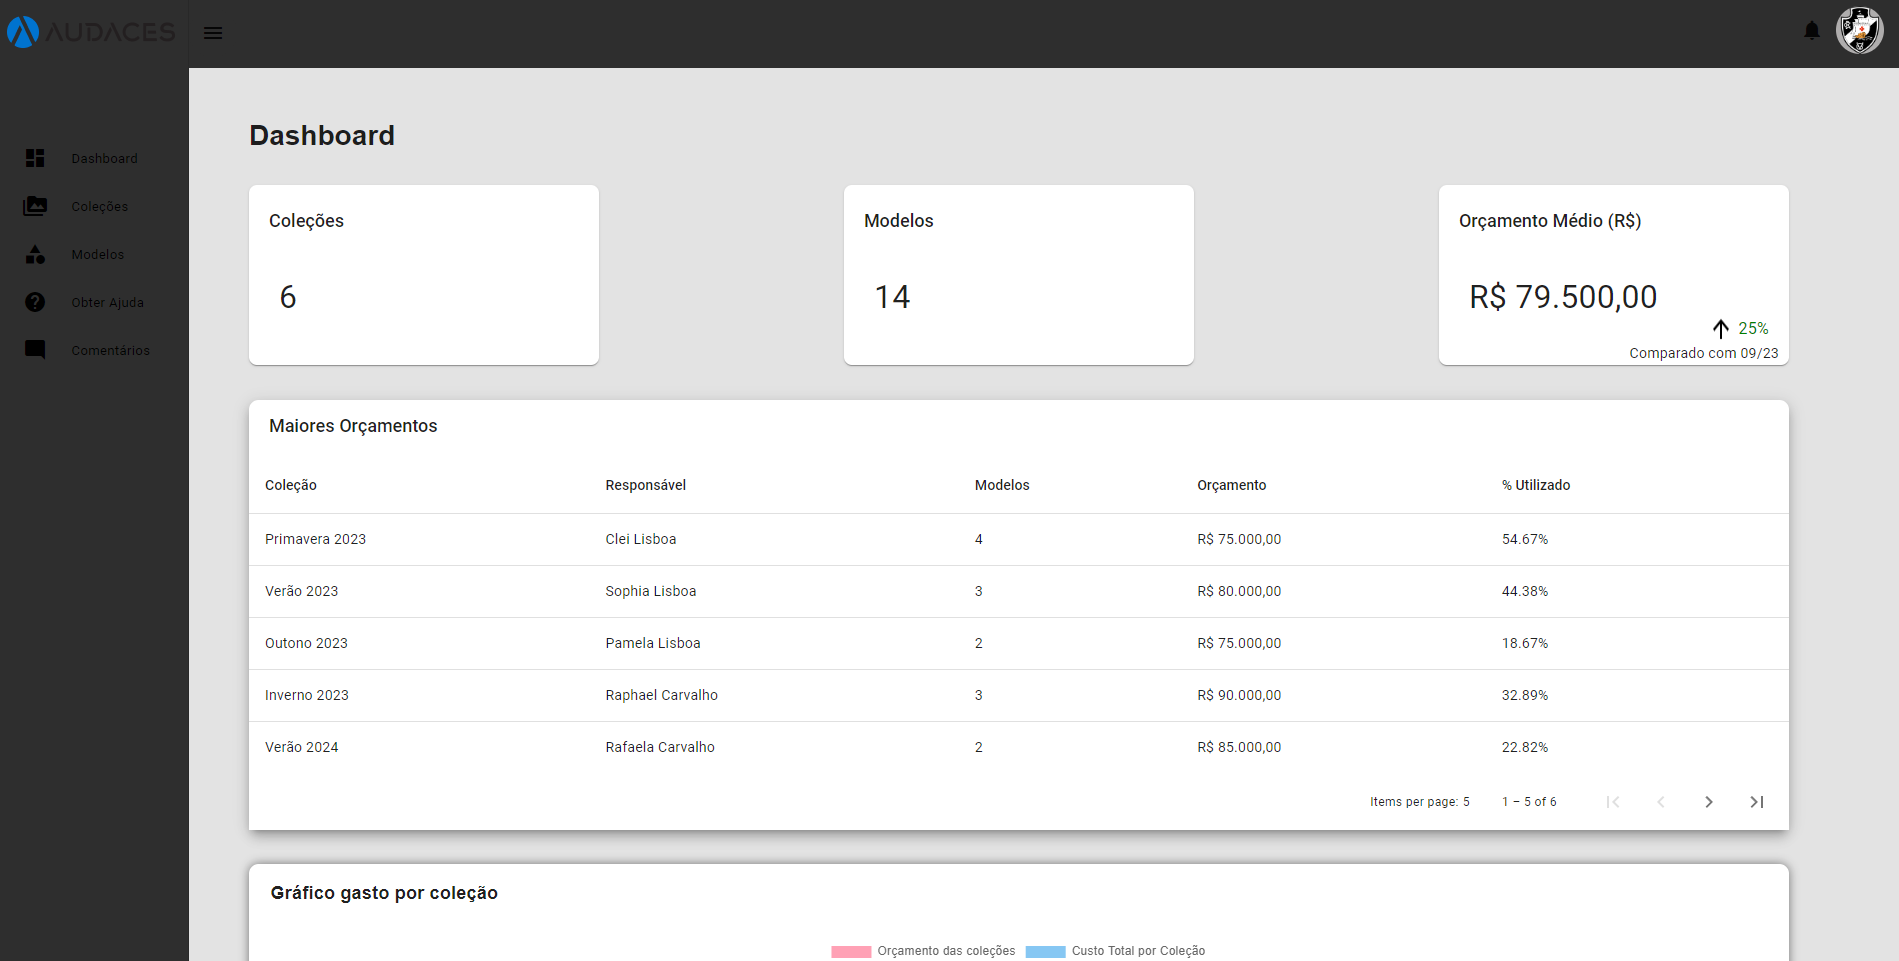 AUDACES
Dashboard
Coleções
Modelos
Obter Ajuda
Comentários
Dashboard
Coleções
6
Modelos
14
Orçamento Médio (R$)
R$ 79.500,00
25%
Comparado com 09/23
Maiores Orçamentos
Coleção Responsável Modelos Orçamento % Utilizado
Primavera 2023 Clei Lisboa 4 R$ 75.000,00 54.67%
Verão 2023 Sophia Lisboa 3 R$ 80.000,00 44.38%
Outono 2023 Pamela Lisboa 2 R$ 75.000,00 18.67%
Inverno 2023 Raphael Carvalho 3 R$ 90.000,00 32.89%
Verão 2024 Rafaela Carvalho 2 R$ 85.000,00 22.82%
Items per page: 5 1 – 5 of 6
Gráfico gasto por coleção
Orçamento das coleções Custo Total por Coleção